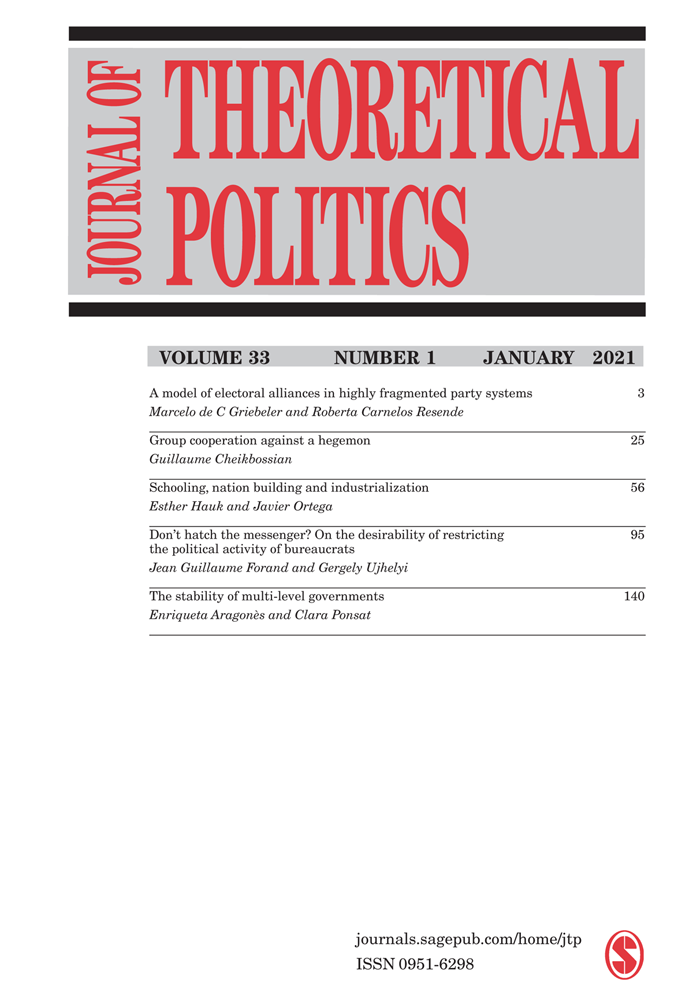 JOURNAL OF
THEORETICAL
POLITICS
VOLUME 33 NUMBER 1 JANUARY 2021
A model of electoral alliances in highly fragmented party systems 3
Marcelo de C Griebeler and Roberta Carnelos Resende
Group cooperation against a hegemon 25
Guillaume Cheikbossian
Schooling, nation building and industrialization 56
Esther Hauk and Javier Ortega
Don’t hatch the messenger? On the desirability of restricting 95
the political activity of bureaucrats
Jean Guillaume Forand and Gergely Ujhelyi
The stability of multi-level governments 140
Enriqueta Aragonès and Clara Ponsat
journals.sagepub.com/home/jtp
ISSN 0951-6298
S